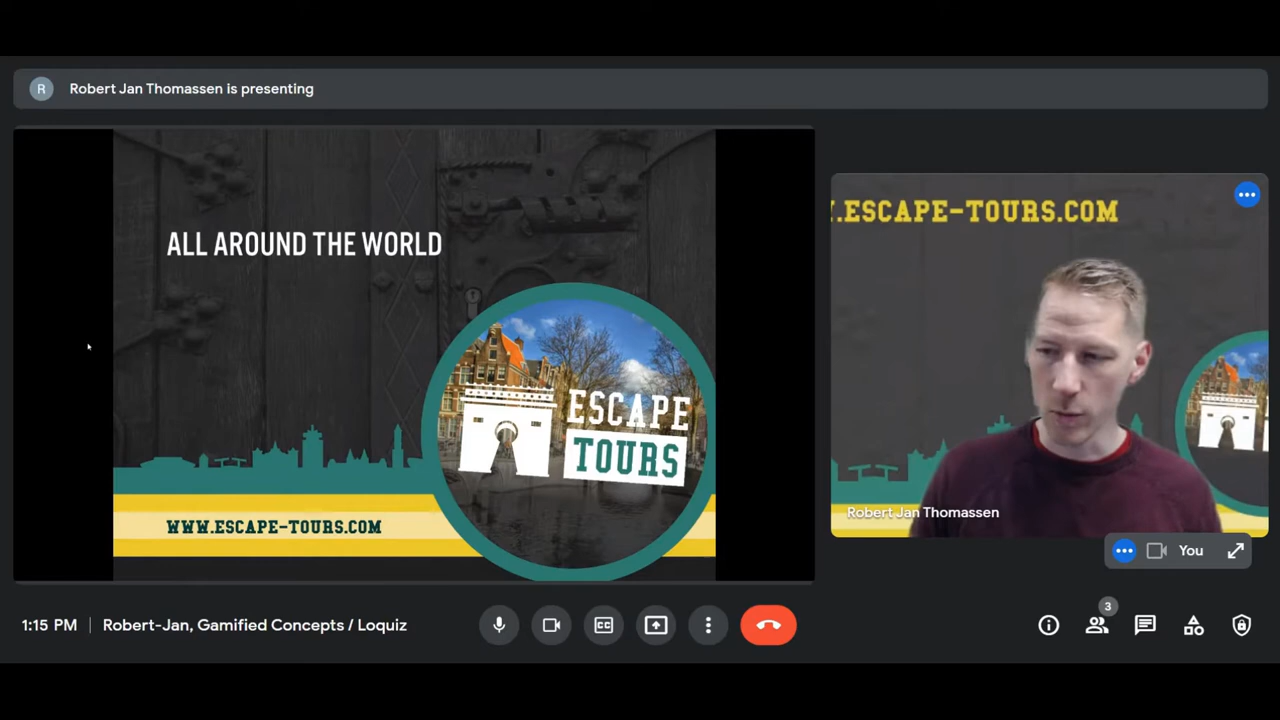 R Robert Jan Thomassen is presenting
ALL AROUND THE WORLD
ESCAPE
TOURS
WWW.ESCAPE-TOURS.COM
.ESCAPE-TOURS.COM
Robert Jan Thomassen
You
1:15 PM | Robert-Jan, Gamified Concepts / Loquiz
CC
3